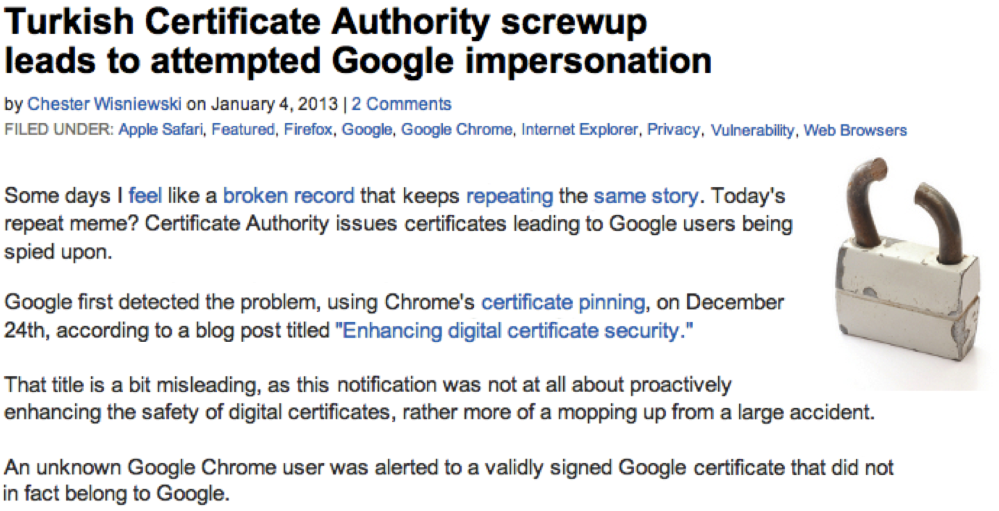 Turkish Certificate Authority screwup
leads to attempted Google impersonation
by Chester Wisniewski on January 4, 2013 | 2 Comments
FILED UNDER: Apple Safari, Featured, Firefox, Google, Google Chrome, Internet Explorer, Privacy, Vulnerability, Web Browsers
Some days I feel like a broken record that keeps repeating the same story. Today's
repeat meme? Certificate Authority issues certificates leading to Google users being
spied upon.
Google first detected the problem, using Chrome's certificate pinning, on December
24th, according to a blog post titled "Enhancing digital certificate security."
That title is a bit misleading, as this notification was not at all about proactively
enhancing the safety of digital certificates, rather more of a mopping up from a large accident.
An unknown Google Chrome user was alerted to a validly signed Google certificate that did not
in fact belong to Google.